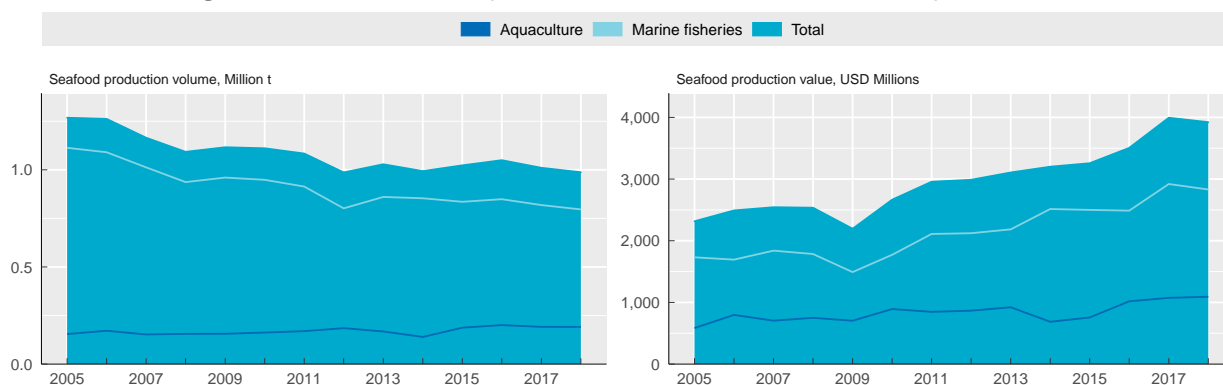 Aquaculture Marine fisheries Total
Seafood production volume, Million t
1.0
0.5
0.0
2005 2007 2009 2011 2013 2015 2017
Seafood production value, USD Millions
4,000
3,000
2,000
1,000
0
2005 2007 2009 2011 2013 2015 2017